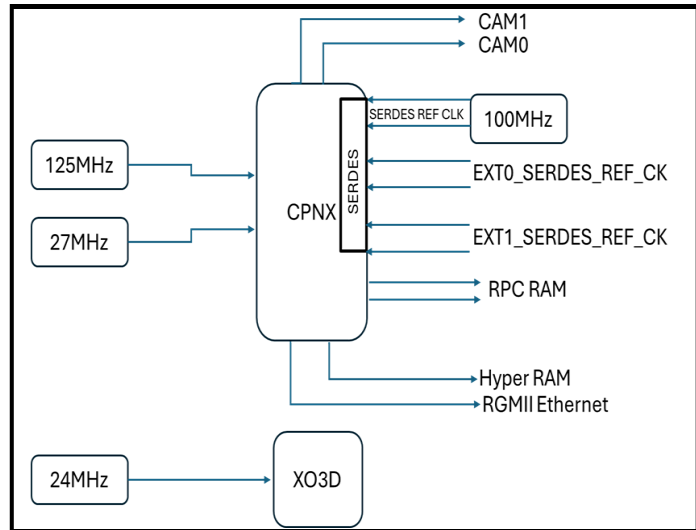 CAM1
CAM0
SERDES REF CLK
100MHz
125MHz
EXT0_SERDES_REF_CK
SERDES
CPNX
27MHz
EXT1_SERDES_REF_CK
RPC RAM
Hyper RAM
RGMII Ethernet
24MHz
XO3D